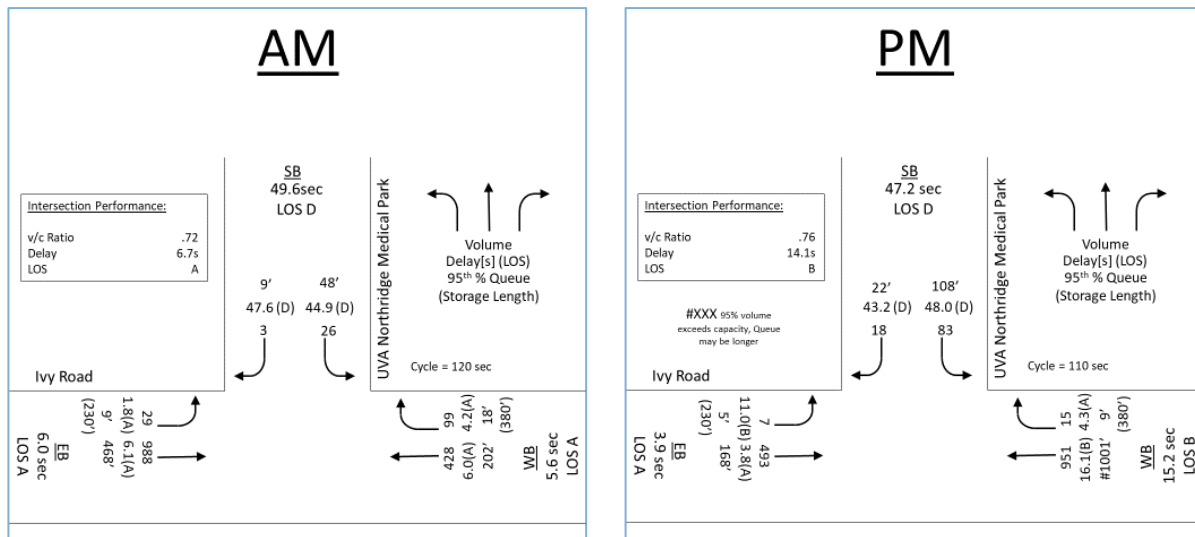 AM
SB
49.6sec
LOS D
UVA Northridge Medical Park
Intersection Performance:
v/c Ratio .72
Delay 6.7s
LOS A
Volume
Delay[s] (LOS)
95th % Queue
(Storage Length)
9' 48'
47.6 (D) 44.9 (D)
3 26
Cycle = 120 sec
Ivy Road
29
1.8(A)
9'
(230')
988
6.1(A)
468'
EB
6.0 sec
LOS A
99
4.2(A)
18'
(380')
428
6.0(A)
202'
WB
5.6 sec
LOS A
PM
SB
47.2 sec
LOS D
UVA Northridge Medical Park
Intersection Performance:
v/c Ratio .76
Delay 14.1s
LOS B
Volume
Delay[s] (LOS)
95th % Queue
(Storage Length)
#XXX 95% volume
exceeds capacity, Queue
may be longer
22' 108'
43.2 (D) 48.0 (D)
18 83
Cycle = 110 sec
Ivy Road
7
11.0(B)
5'
(230')
493
3.8(A)
168'
EB
3.9 sec
LOS A
15
4.3(A)
9'
(380')
951
16.1(B)
#1001'
WB
15.2 sec
LOS B